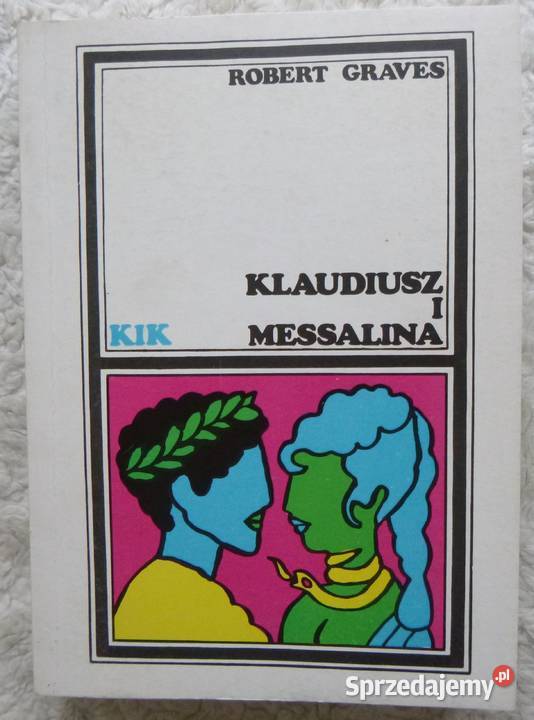 ROBERT GRAVES
KLAUDIUSZ
I
KIK MESSALINA
Sprzedajemy.pl